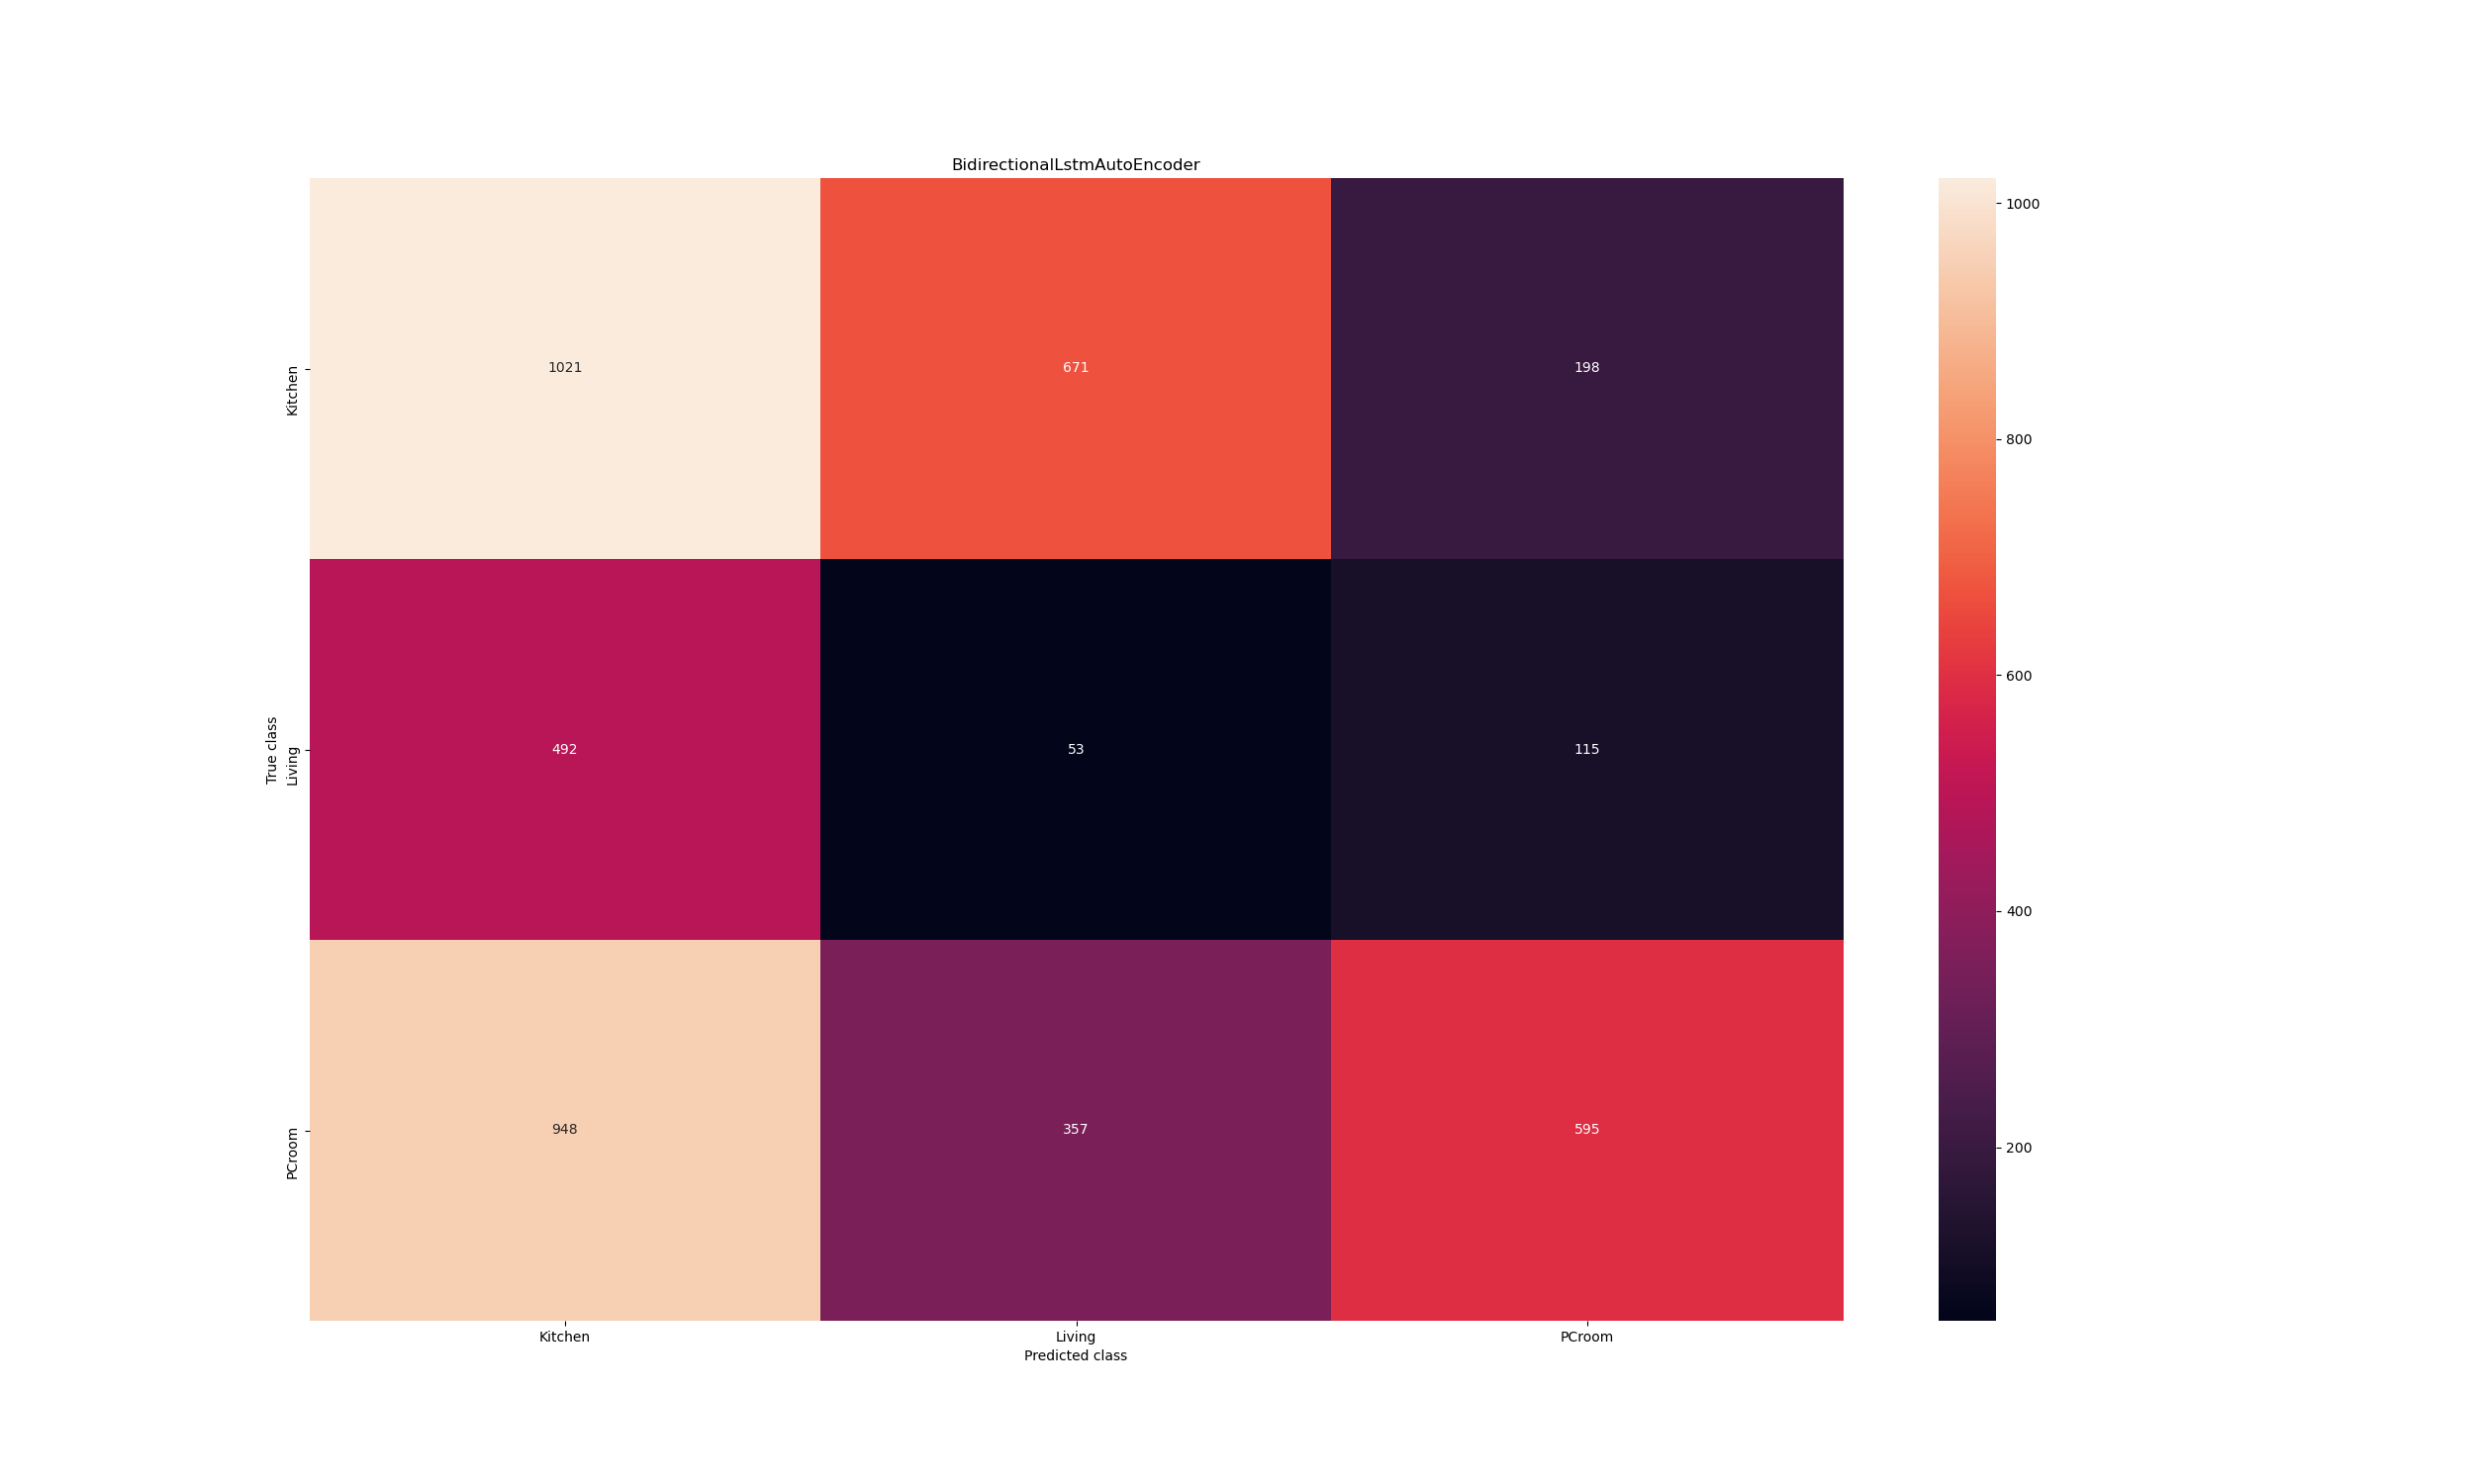 BidirectionalLstmAutoEncoder
1000
Kitchen
1021 671 198
800
600
True class
Living
492 53 115
400
PCroom
948 357 595
200
Kitchen Living PCroom
Predicted class